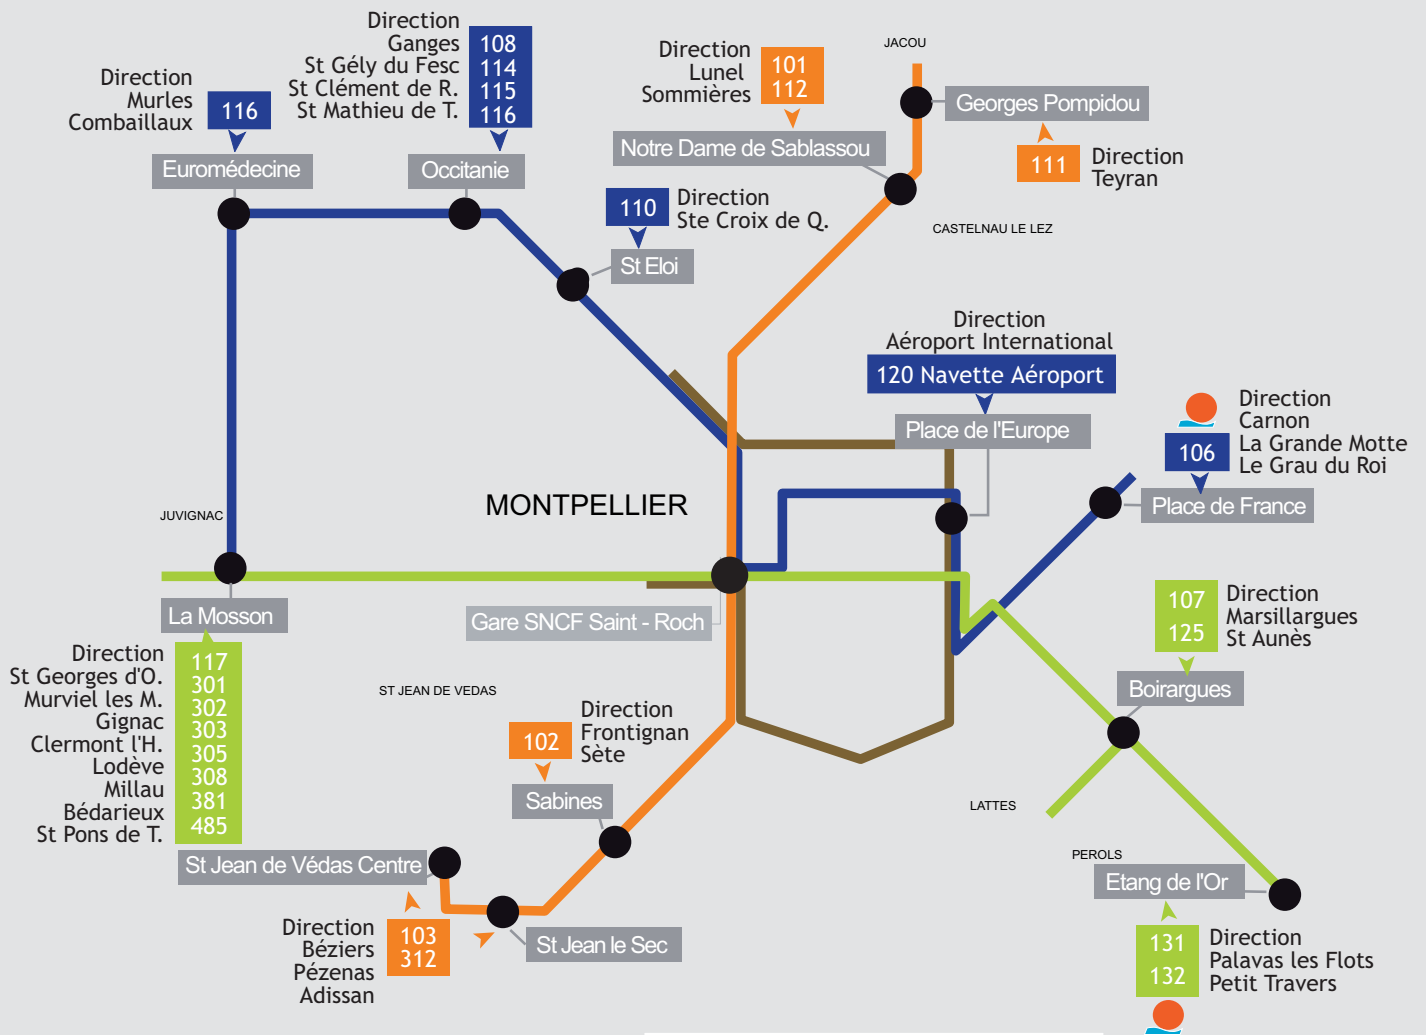 Direction
Murles
Combaillaux
116
Euromédecine
Direction
Ganges
St Gély du Fesc
St Clément de R.
St Mathieu de T.
108
114
115
116
Occitanie
Direction
Lunel
Sommières
101
112
Notre Dame de Sablassou
JACOU
Georges Pompidou
111
Direction
Teyran
110
Direction
Ste Croix de Q.
St Eloi
CASTELNAU LE LEZ
Direction
Aéroport International
120 Navette Aéroport
Place de l'Europe
Direction
Carnon
La Grande Motte
Le Grau du Roi
106
Place de France
MONTPELLIER
JUVIGNAC
La Mosson
Gare SNCF Saint - Roch
Direction
St Georges d'O.
Murviel les M.
Gignac
Clermont l'H.
Lodève
Millau
Bédarieux
St Pons de T.
117
301
302
303
305
308
381
485
107
125
Direction
Marsillargues
St Aunès
Boirargues
ST JEAN DE VEDAS
102
Direction
Frontignan
Sète
Sabines
LATTES
St Jean de Védas Centre
Direction
Béziers
Pézenas
Adissan
103
312
St Jean le Sec
PEROLS
Etang de l'Or
131
132
Direction
Palavas les Flots
Petit Travers